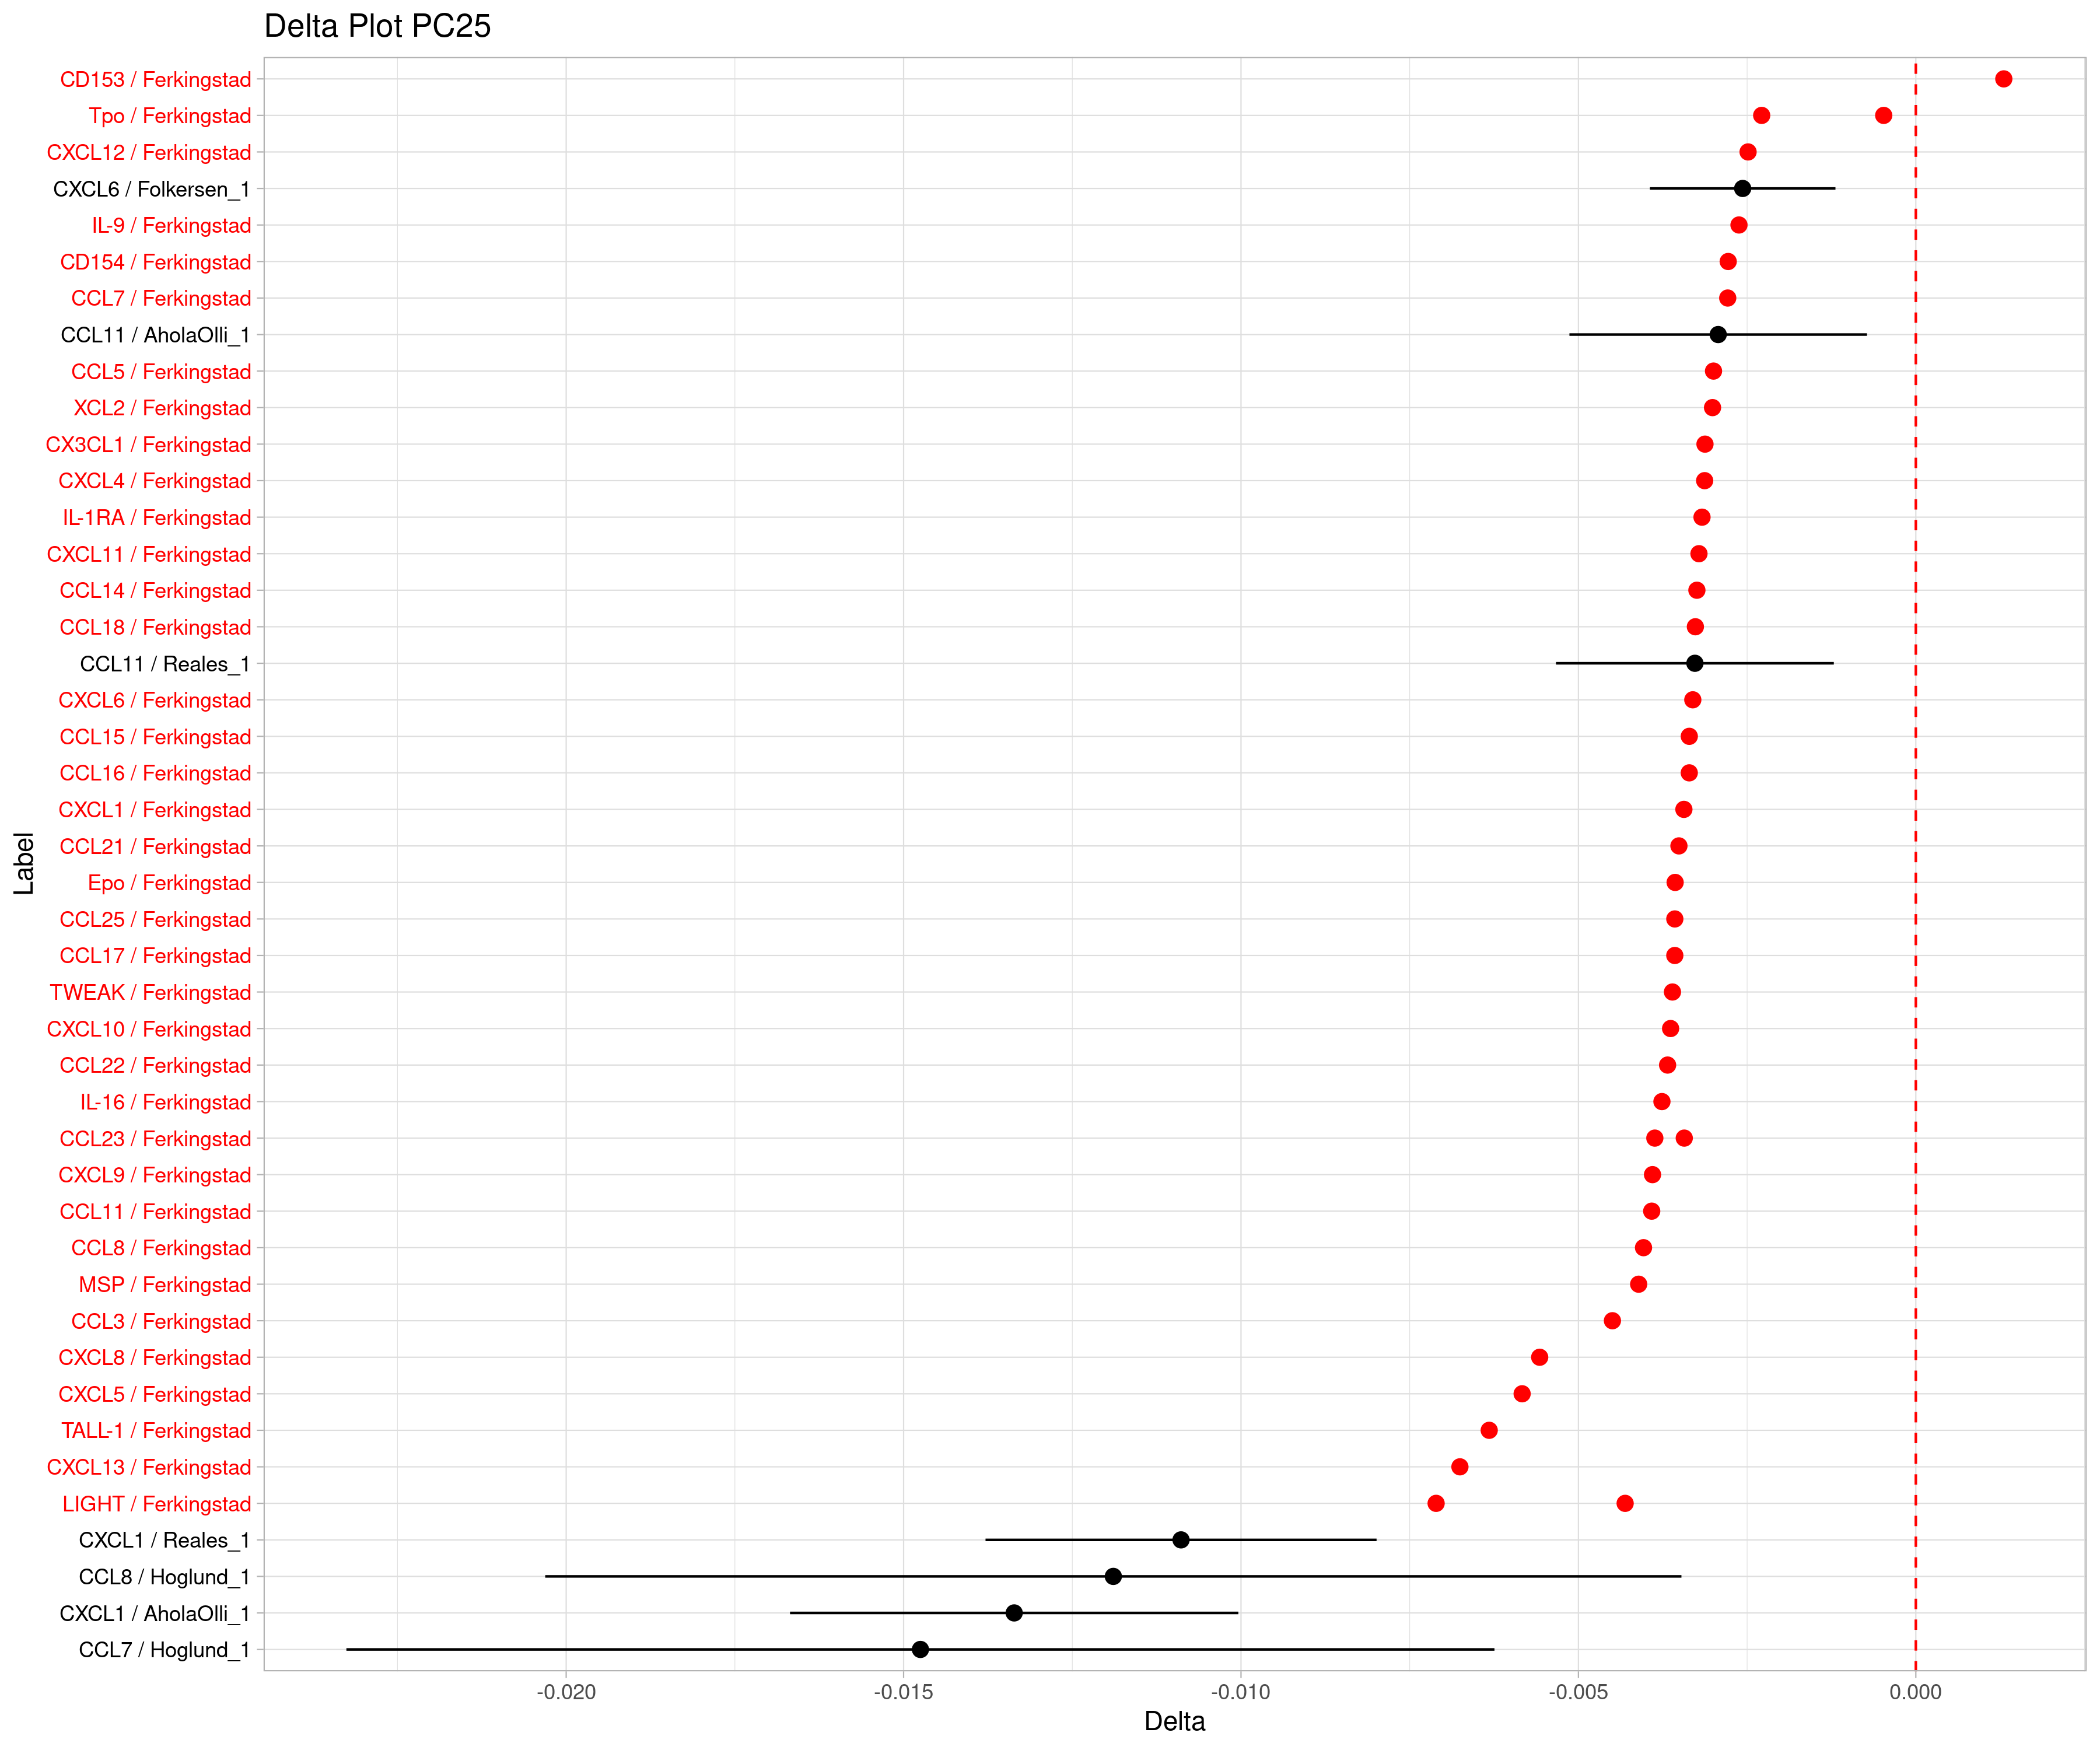 Delta Plot PC25
CD153 / Ferkingstad
Tpo / Ferkingstad
CXCL12 / Ferkingstad
CXCL6 / Folkersen_1
IL-9 / Ferkingstad
CD154 / Ferkingstad
CCL7 / Ferkingstad
CCL11 / AholaOlli_1
CCL5 / Ferkingstad
XCL2 / Ferkingstad
CX3CL1 / Ferkingstad
CXCL4 / Ferkingstad
IL-1RA / Ferkingstad
CXCL11 / Ferkingstad
CCL14 / Ferkingstad
CCL18 / Ferkingstad
CCL11 / Reales_1
CXCL6 / Ferkingstad
CCL15 / Ferkingstad
CCL16 / Ferkingstad
CXCL1 / Ferkingstad
CCL21 / Ferkingstad
Epo / Ferkingstad
CCL25 / Ferkingstad
CCL17 / Ferkingstad
TWEAK / Ferkingstad
CXCL10 / Ferkingstad
CCL22 / Ferkingstad
IL-16 / Ferkingstad
CCL23 / Ferkingstad
CXCL9 / Ferkingstad
CCL11 / Ferkingstad
CCL8 / Ferkingstad
MSP / Ferkingstad
CCL3 / Ferkingstad
CXCL8 / Ferkingstad
CXCL5 / Ferkingstad
TALL-1 / Ferkingstad
CXCL13 / Ferkingstad
LIGHT / Ferkingstad
CXCL1 / Reales_1
CCL8 / Hoglund_1
CXCL1 / AholaOlli_1
CCL7 / Hoglund_1
Label
-0.020 -0.015 -0.010 -0.005 0.000
Delta